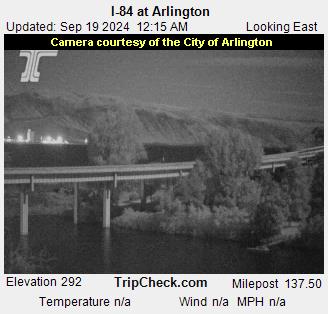 I-84 at Arlington
Updated: Sep 19 2024 12:15 AM Looking East
Camera courtesy of the City of Arlington
Elevation 292 TripCheck.com Milepost 137.50
Temperature n/a Wind n/a MPH n/a